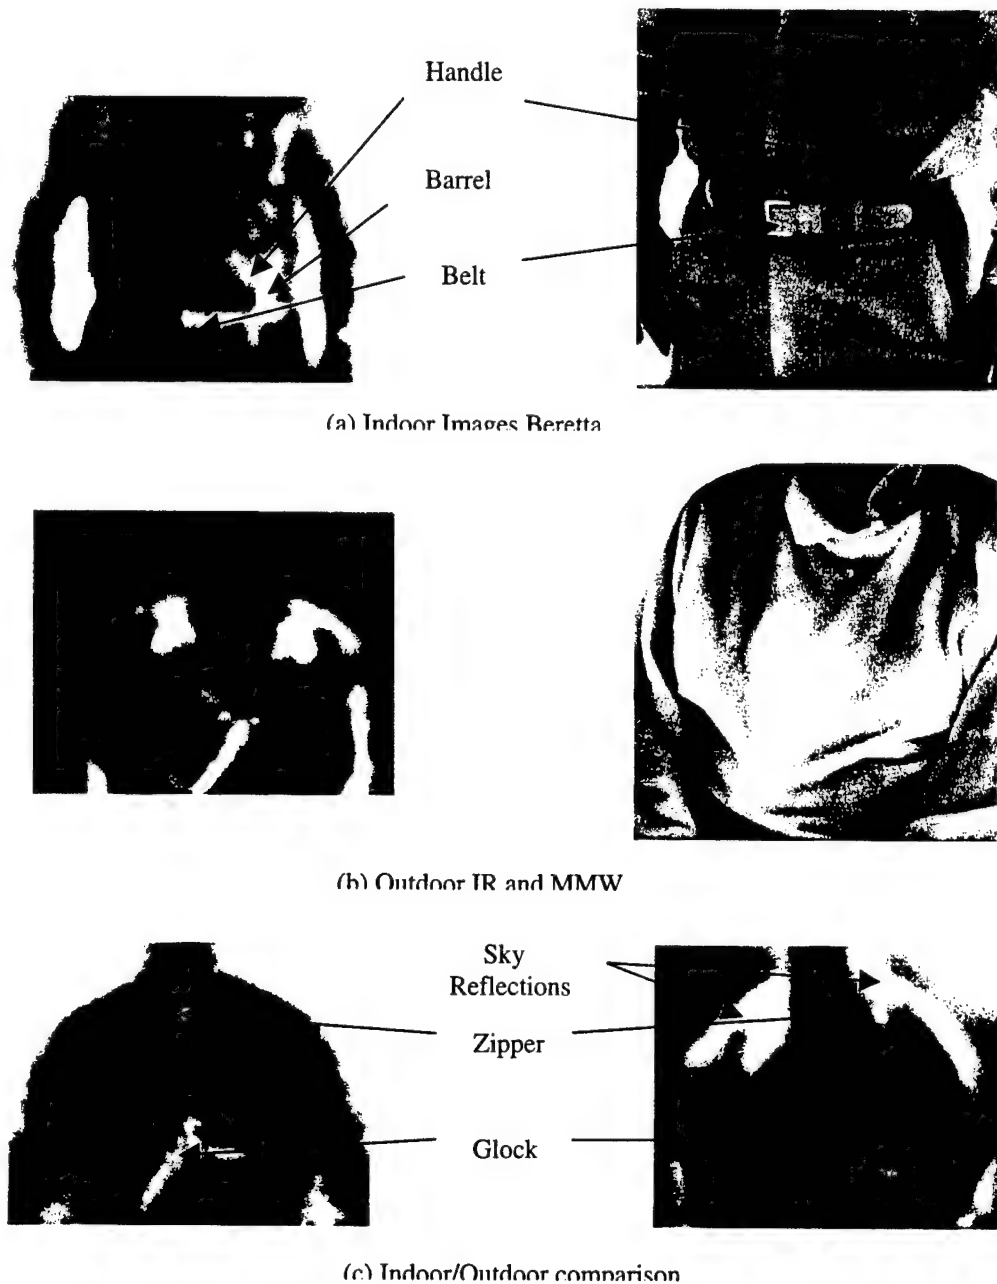 Handle
Barrel
Belt
(a) Indoor Images Beretta
(b) Outdoor IR and MMW
Sky
Reflections
Zipper
Glock
(c) Indoor/Outdoor comparison